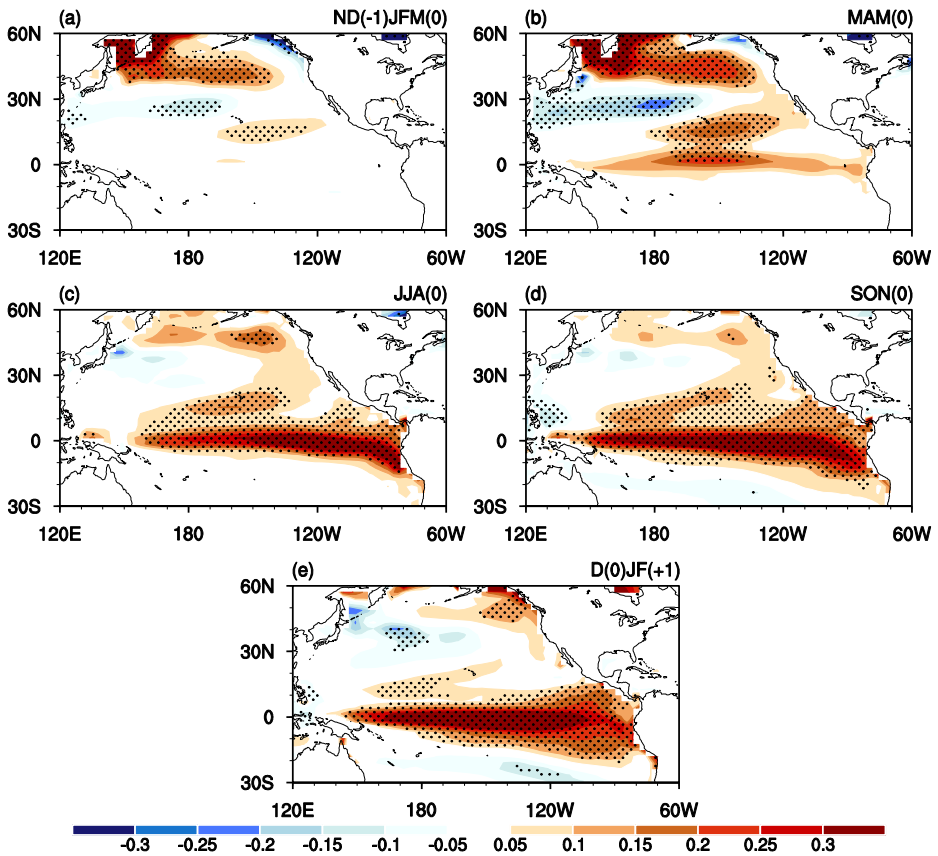 (a) ND(-1)JFM(0)
60N
30N
0
30S
120E 180 120W 60W
(b) MAM(0)
60N
30N
0
30S
120E 180 120W 60W
(c) JJA(0)
60N
30N
0
30S
120E 180 120W 60W
(d) SON(0)
60N
30N
0
30S
120E 180 120W 60W
(e) D(0)JF(+1)
60N
30N
0
30S
120E 180 120W 60W
-0.3 -0.25 -0.2 -0.15 -0.1 -0.05 0.05 0.1 0.15 0.2 0.25 0.3